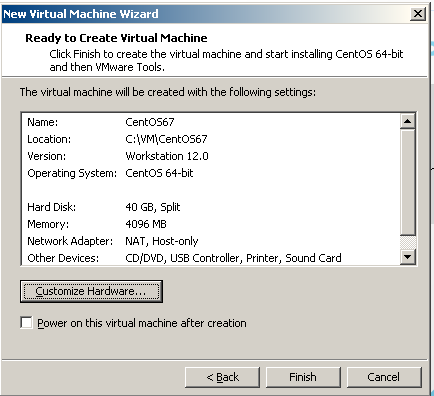 New Virtual Machine Wizard
Ready to Create Virtual Machine
Click Finish to create the virtual machine and start installing CentOS 64-bit
and then VMware Tools.
The virtual machine will be created with the following settings:
Name: CentOS67
Location: C:\VM\CentOS67
Version: Workstation 12.0
Operating System: CentOS 64-bit
Hard Disk: 40 GB, Split
Memory: 4096 MB
Network Adapter: NAT, Host-only
Other Devices: CD/DVD, USB Controller, Printer, Sound Card
Customize Hardware...
Power on this virtual machine after creation
< Back Finish Cancel